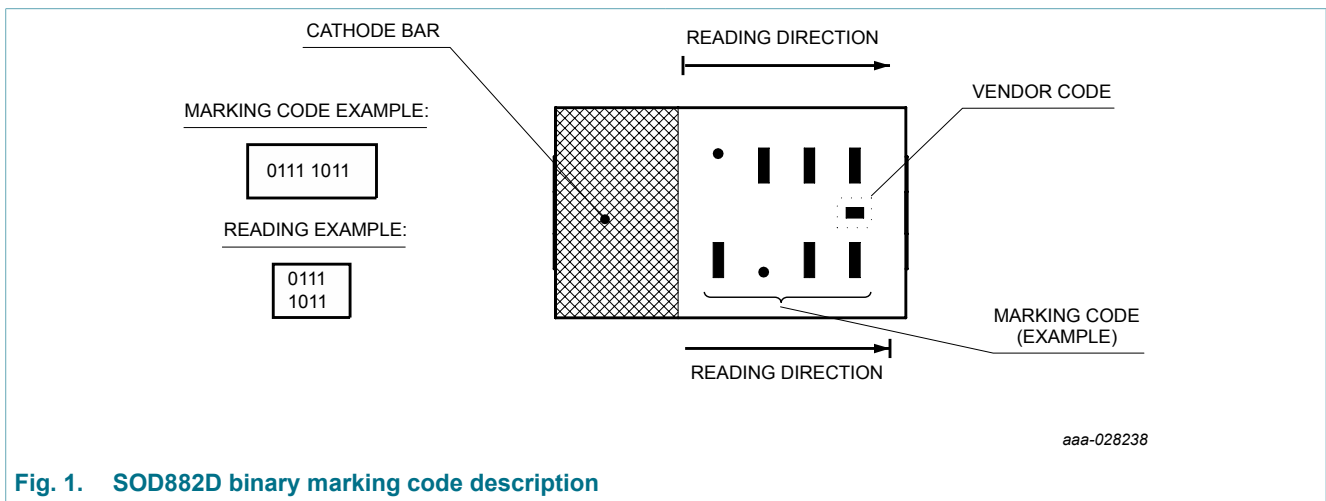 CATHODE BAR
READING DIRECTION
VENDOR CODE
MARKING CODE EXAMPLE:
0111 1011
READING EXAMPLE:
0111
1011
MARKING CODE
(EXAMPLE)
READING DIRECTION
aaa-028238
Fig. 1. SOD882D binary marking code description